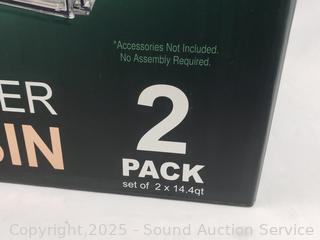 *Accessories Not Included.
No Assembly Required.
ER
BIN
2
PACK
set of 2 x 14.4qt
Copyright 2025 - Sound Auction Service